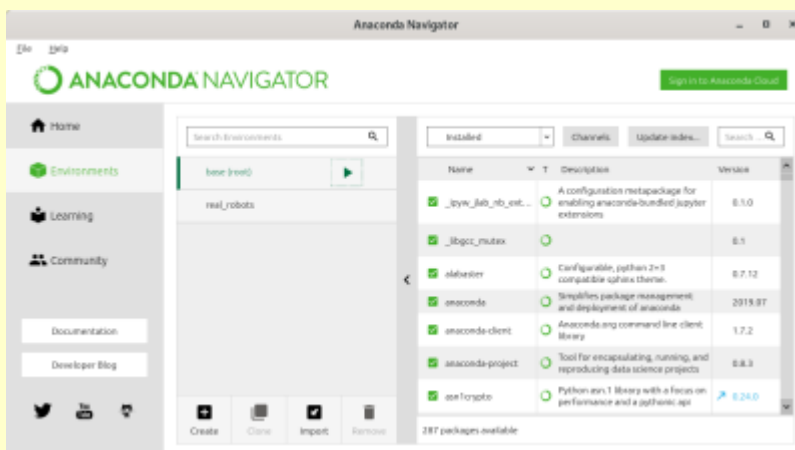 Anaconda Navigator
File Help
ANACONDA NAVIGATOR
Sign in to Anaconda Cloud
Home
Environments
Learning
Community
Documentation
Developer Blog
You
Tube
Search Environments
base (root)
real_robots
Create Clone Import Remove
Installed Channels Update index... Search ...
Name T Description Version
_ipyw_jlab_nb_ext... A configuration metapackage for
enabling anaconda-bundled jupyter
extensions 0.1.0
_libgcc_mutex 0.1
alabaster Configurable, python 2+3
compatible sphinx theme. 0.7.12
anaconda Simplifies package management
and deployment of anaconda 2019.07
anaconda-client Anaconda.org command line client
library 1.7.2
anaconda-project Tool for encapsulating, running, and
reproducing data science projects 0.8.3
asn1crypto Python asn.1 library with a focus on
performance and a pythonic api 0.24.0
287 packages available